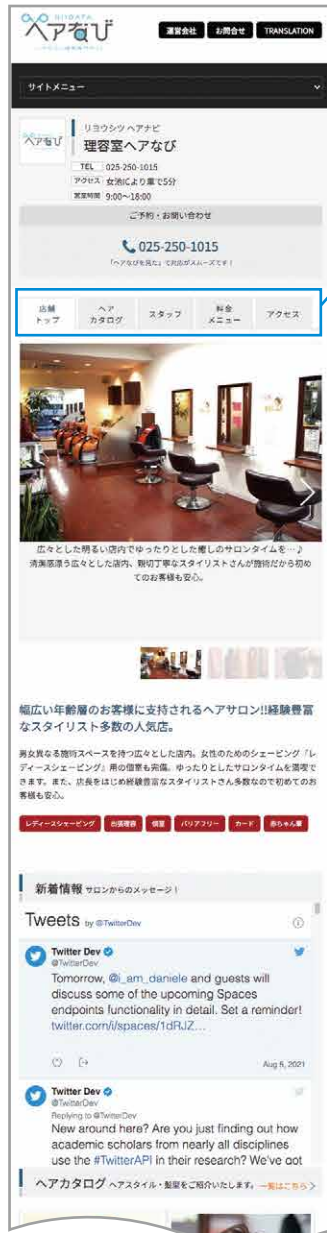 NIIGATA
ヘアなび
運営会社
お問合せ
TRANSLATION
サイトメニュー
ヘアなび
リヨウシツ ヘアナビ
理容室ヘアなび
TEL 025-250-1015
アクセス 女池ICより車で5分
営業時間 9:00～18:00
ご予約・お問い合わせ
025-250-1015
「ヘアなびを見た」で対応がスムーズです！
店舗
トップ
ヘア
カタログ
スタッフ
料金
メニュー
アクセス
広々とした明るい店内でゆったりとした癒しのサロンタイムを…♪
清潔感漂う広々とした店内、親切丁寧なスタイリストさんが施術だから初め
てのお客様も安心。
幅広い年齢層のお客様に支持されるヘアサロン!!経験豊富
なスタイリスト多数の人気店。
男女異なる施術スペースを持つ広々とした店内。女性のためのシェービング『レ
ディースシェービング』用の個室も完備。ゆったりとしたサロンタイムを満喫で
きます。また、店長をはじめ経験豊富なスタイリストさん多数なので初めてのお
客様も安心。
レディースシェービング
出張理容
個室
バリアフリー
カード
赤ちゃん筆
新着情報 サロンからのメッセージ！
Tweets by @TwitterDev
Twitter Dev
@TwitterDev
Tomorrow, @i_am_daniele and guests will
discuss some of the upcoming Spaces
endpoints functionality in detail. Set a reminder!
twitter.com/i/spaces/1dRJZ…
Aug 5, 2021
Twitter Dev
@TwitterDev
Replying to @TwitterDev
New around here? Are you just finding out how
academic scholars from nearly all disciplines
use the #TwitterAPI in their research? We've got
ヘアカタログ ヘアスタイル・髪型をご紹介いたします。 一覧はこちら